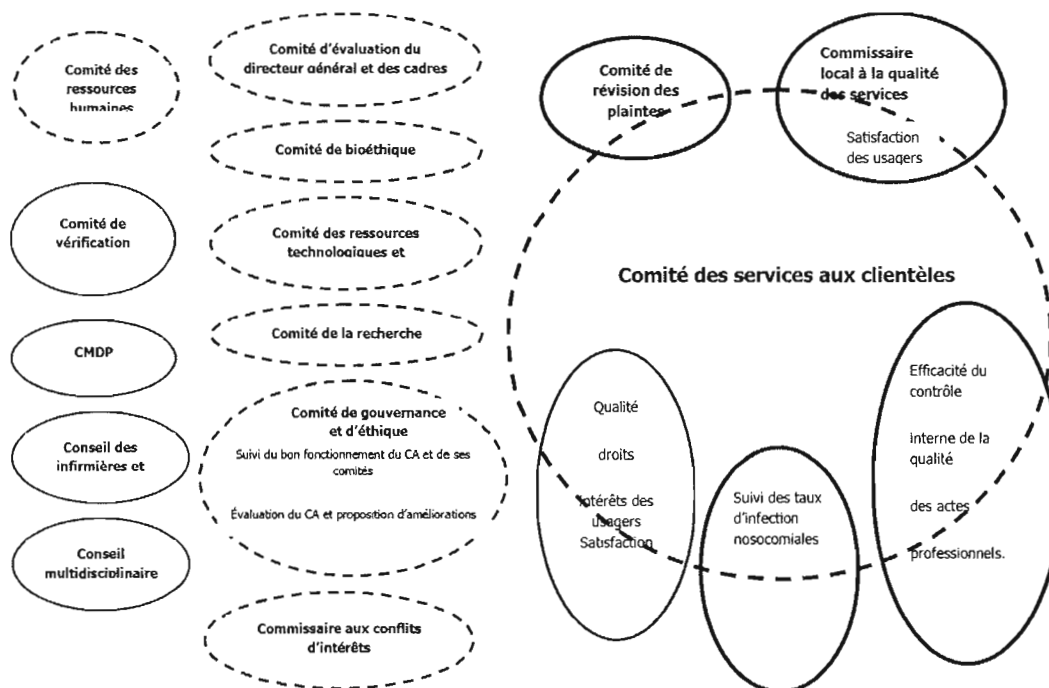 Comité des
ressources
humaines
Comité de
vérification
CMDP
Conseil des
infirmières et
Conseil
multidisciplinaire
Comité d'évaluation du
directeur général et des cadres
Comité de bioéthique
Comité des ressources
technologiques et
Comité de la recherche
Comité de gouvernance
et d'éthique
Suivi du bon fonctionnement du CA et de ses
comités
Évaluation du CA et proposition d'améliorations
Commissaire aux conflits
d'intérêts
Comité de
révision des
plaintes
Commissaire
local à la qualité
des services
Satisfaction
des usagers
Comité des services aux clientèles
Qualité
droits
Intérêts des
usagers
Satisfaction
Suivi des taux
d'infection
nosocomiales
Efficacité du
contrôle
interne de la
qualité
des actes
professionnels.